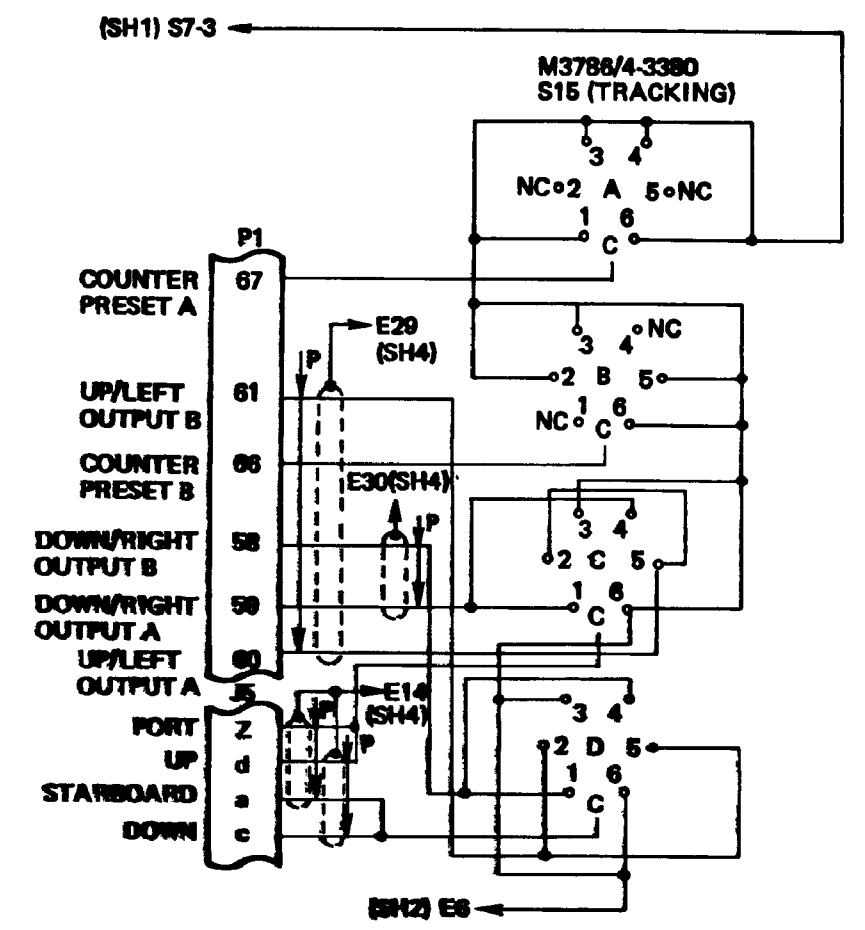 (SH1) S7-3
M3786/4-3380
S15 (TRACKING)
3 4
NC 2 A 5 NC
1 6
C
P1
COUNTER
PRESET A
67
E29
(SH4)
P
3 4 NC
2 B 5
NC 1 6
C
UP/LEFT
OUTPUT B
61
COUNTER
PRESET B
66
E30(SH4)
P
DOWN/RIGHT
OUTPUT B
58
3 4
2 C 5
1 6
C
DOWN/RIGHT
OUTPUT A
59
UP/LEFT
OUTPUT A
60
J5
E14
(SH4)
P
P
PORT Z
UP d
STARBOARD a
DOWN c
3 4
2 D 5
1 6
C
(SH2) E6